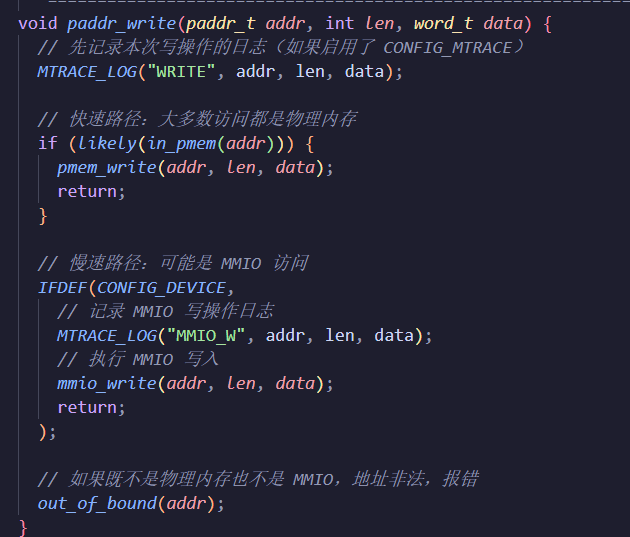 void paddr_write(paddr_t addr, int len, word_t data) {
  // 先记录本次写操作的日志（如果启用了 CONFIG_MTRACE）
  MTRACE_LOG("WRITE", addr, len, data);

  // 快速路径：大多数访问都是物理内存
  if (likely(in_pmem(addr))) {
    pmem_write(addr, len, data);
    return;
  }

  // 慢速路径：可能是 MMIO 访问
  IFDEF(CONFIG_DEVICE,
    // 记录 MMIO 写操作日志
    MTRACE_LOG("MMIO_W", addr, len, data);
    // 执行 MMIO 写入
    mmio_write(addr, len, data);
    return;
  );

  // 如果既不是物理内存也不是 MMIO，地址非法，报错
  out_of_bound(addr);
}